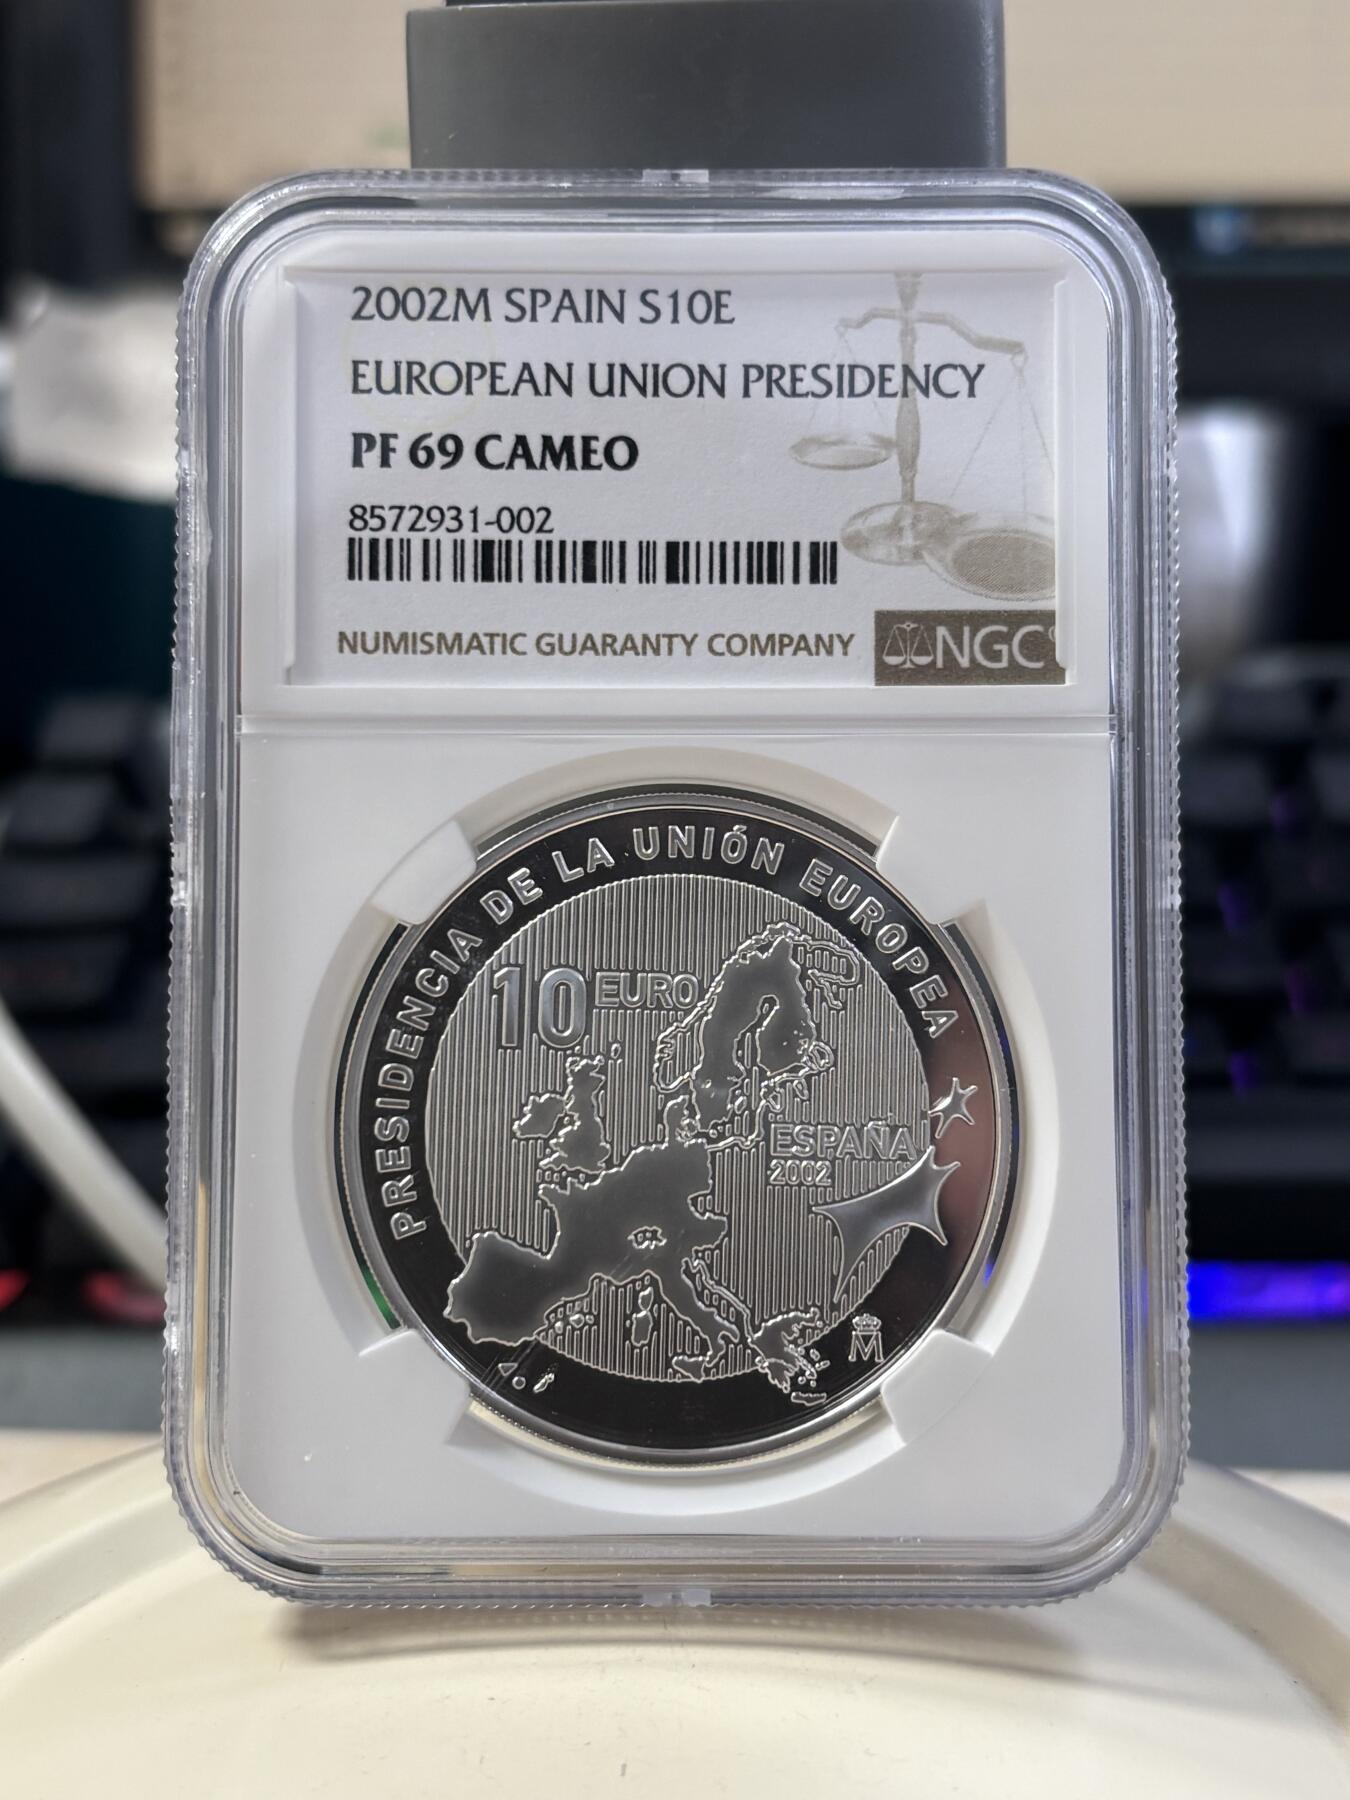 2002M SPAIN S10E
EUROPEAN UNION PRESIDENCY
PF 69 CAMEO
8572931-002
NUMISMATIC GUARANTY COMPANY
NGC
PRESIDENCIA DE LA UNIÓN EUROPEA
10 EURO
ESPAÑA
2002
M